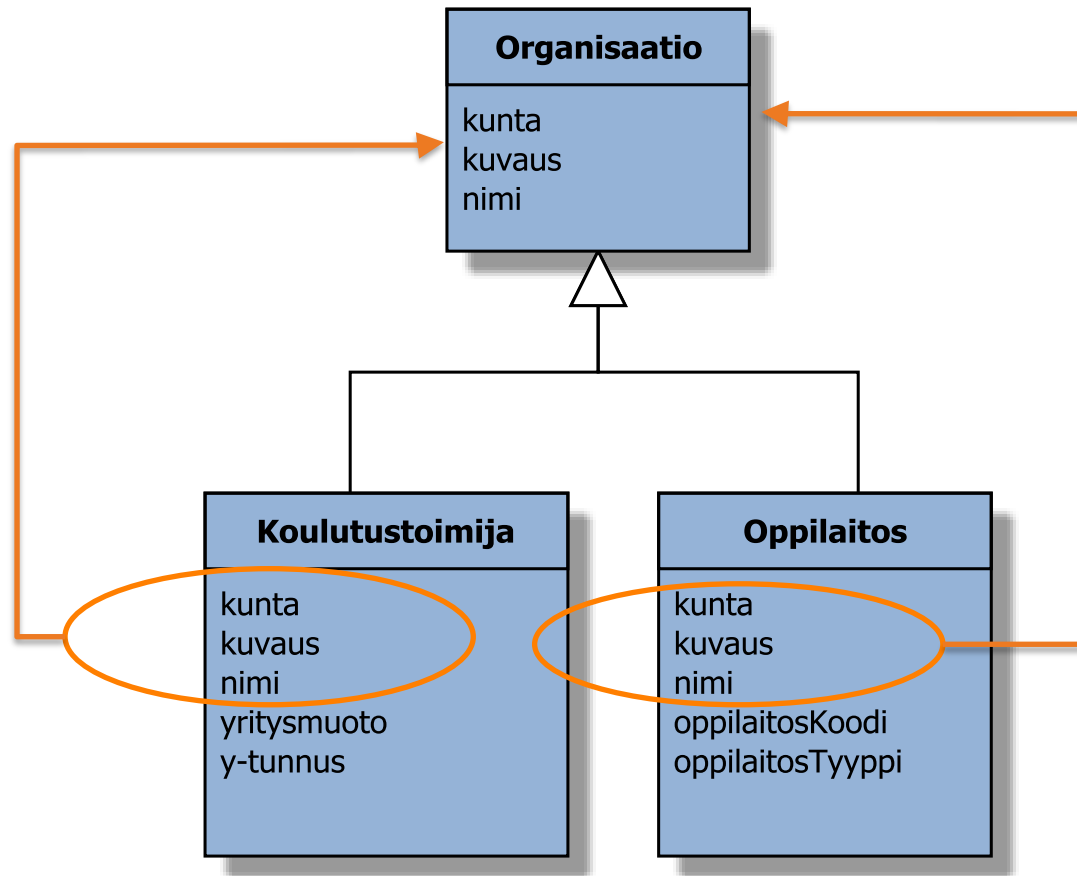 Organisaatio
kunta
kuvaus
nimi
Koulutustoimija
kunta
kuvaus
nimi
yritysmuoto
y-tunnus
Oppilaitos
kunta
kuvaus
nimi
oppilaitosKoodi
oppilaitosTyyppi